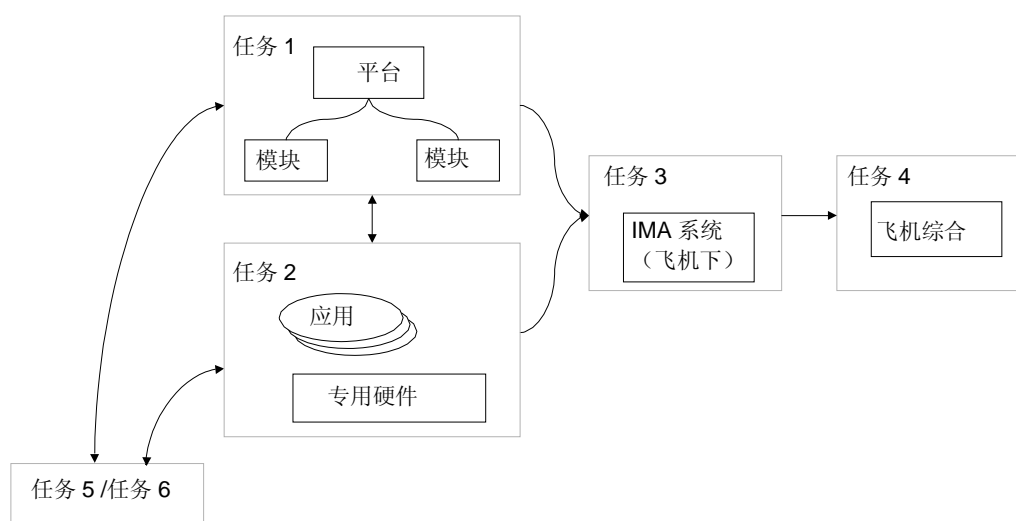 任务 1
平台
模块
模块
任务 2
应用
专用硬件
任务 3
IMA 系统
（飞机下）
任务 4
飞机综合
任务 5 /任务 6